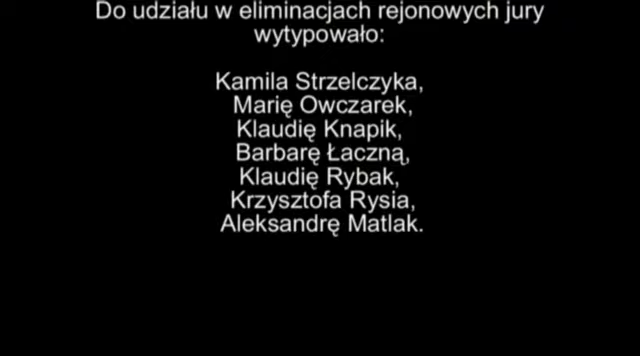 Do udziału w eliminacjach rejonowych jury
wytypowało:
Kamila Strzelczyka,
Marię Owczarek,
Klaudię Knapik,
Barbarę Łaczną,
Klaudię Rybak,
Krzysztofa Rysia,
Aleksandrę Matlak.